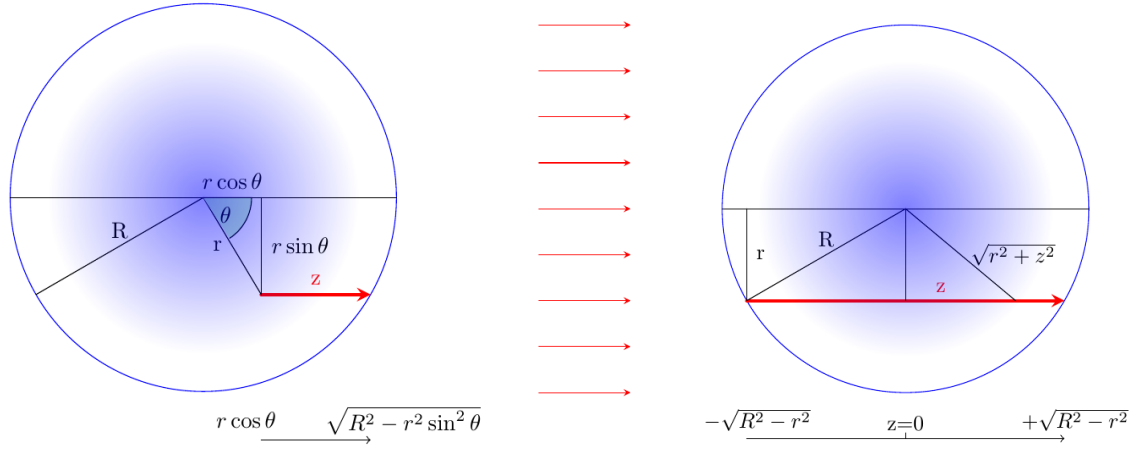 r cos θ
θ
R
r
r sin θ
z
r cos θ
√(R² − r² sin² θ)
r
R
√(r² + z²)
z
−√(R² − r²)
z=0
+√(R² − r²)